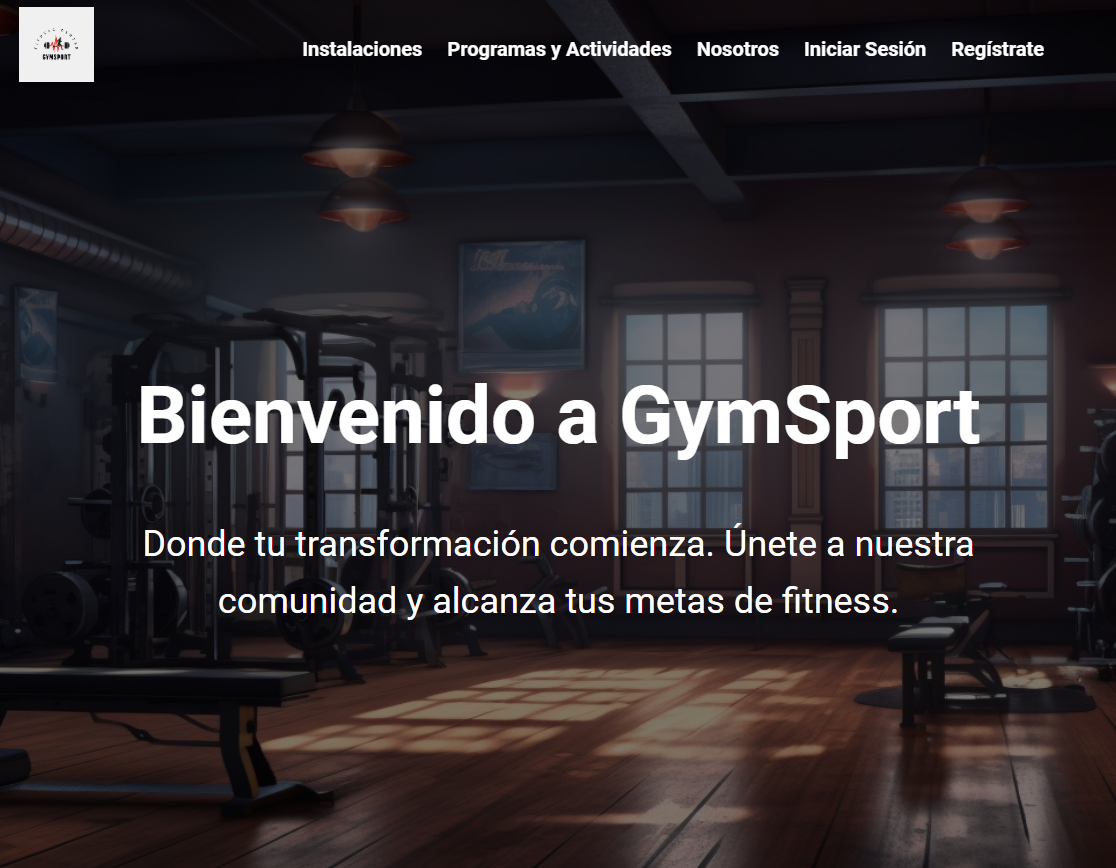 GYMSPORT
Instalaciones Programas y Actividades Nosotros Iniciar Sesión Regístrate
Bienvenido a GymSport
Donde tu transformación comienza. Únete a nuestra
comunidad y alcanza tus metas de fitness.